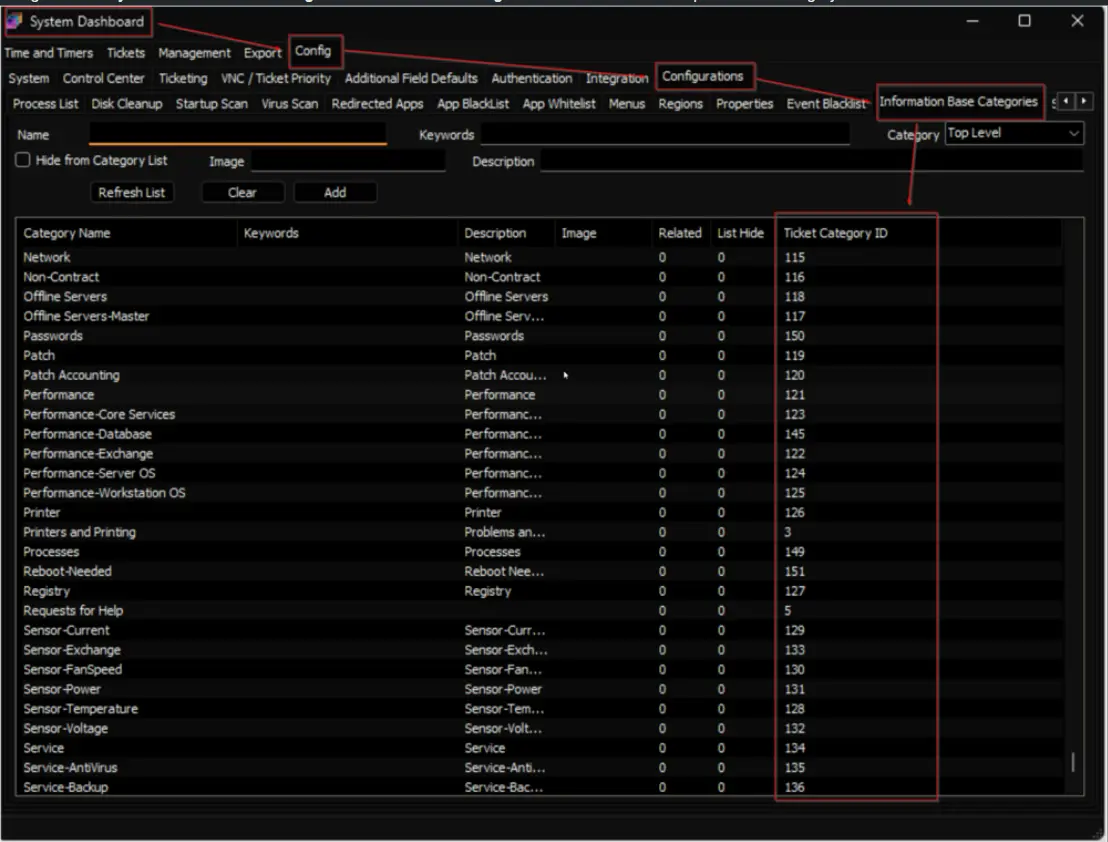 System Dashboard
Time and Timers Tickets Management Export Config
System Control Center Ticketing VNC / Ticket Priority Additional Field Defaults Authentication Integration Configurations
Process List Disk Cleanup Startup Scan Virus Scan Redirected Apps App BlackList App Whitelist Menus Regions Properties Event Blacklist Information Base Categories
Name Keywords Category Top Level
Hide from Category List Image Description
Refresh List Clear Add
Category Name Keywords Description Image Related List Hide Ticket Category ID
Network Network 0 0 115
Non-Contract Non-Contract 0 0 116
Offline Servers Offline Servers 0 0 118
Offline Servers-Master Offline Serv... 0 0 117
Passwords Passwords 0 0 150
Patch Patch 0 0 119
Patch Accounting Patch Accou... 0 0 120
Performance Performance 0 0 121
Performance-Core Services Performanc... 0 0 123
Performance-Database Performanc... 0 0 145
Performance-Exchange Performanc... 0 0 122
Performance-Server OS Performanc... 0 0 124
Performance-Workstation OS Performanc... 0 0 125
Printer Printer 0 0 126
Printers and Printing Problems an... 0 0 3
Processes Processes 0 0 149
Reboot-Needed Reboot Nee... 0 0 151
Registry Registry 0 0 127
Requests for Help 0 0 5
Sensor-Current Sensor-Curr... 0 0 129
Sensor-Exchange Sensor-Exch... 0 0 133
Sensor-FanSpeed Sensor-Fan... 0 0 130
Sensor-Power Sensor-Power 0 0 131
Sensor-Temperature Sensor-Tem... 0 0 128
Sensor-Voltage Sensor-Volt... 0 0 132
Service Service 0 0 134
Service-AntiVirus Service-Anti... 0 0 135
Service-Backup Service-Bac... 0 0 136